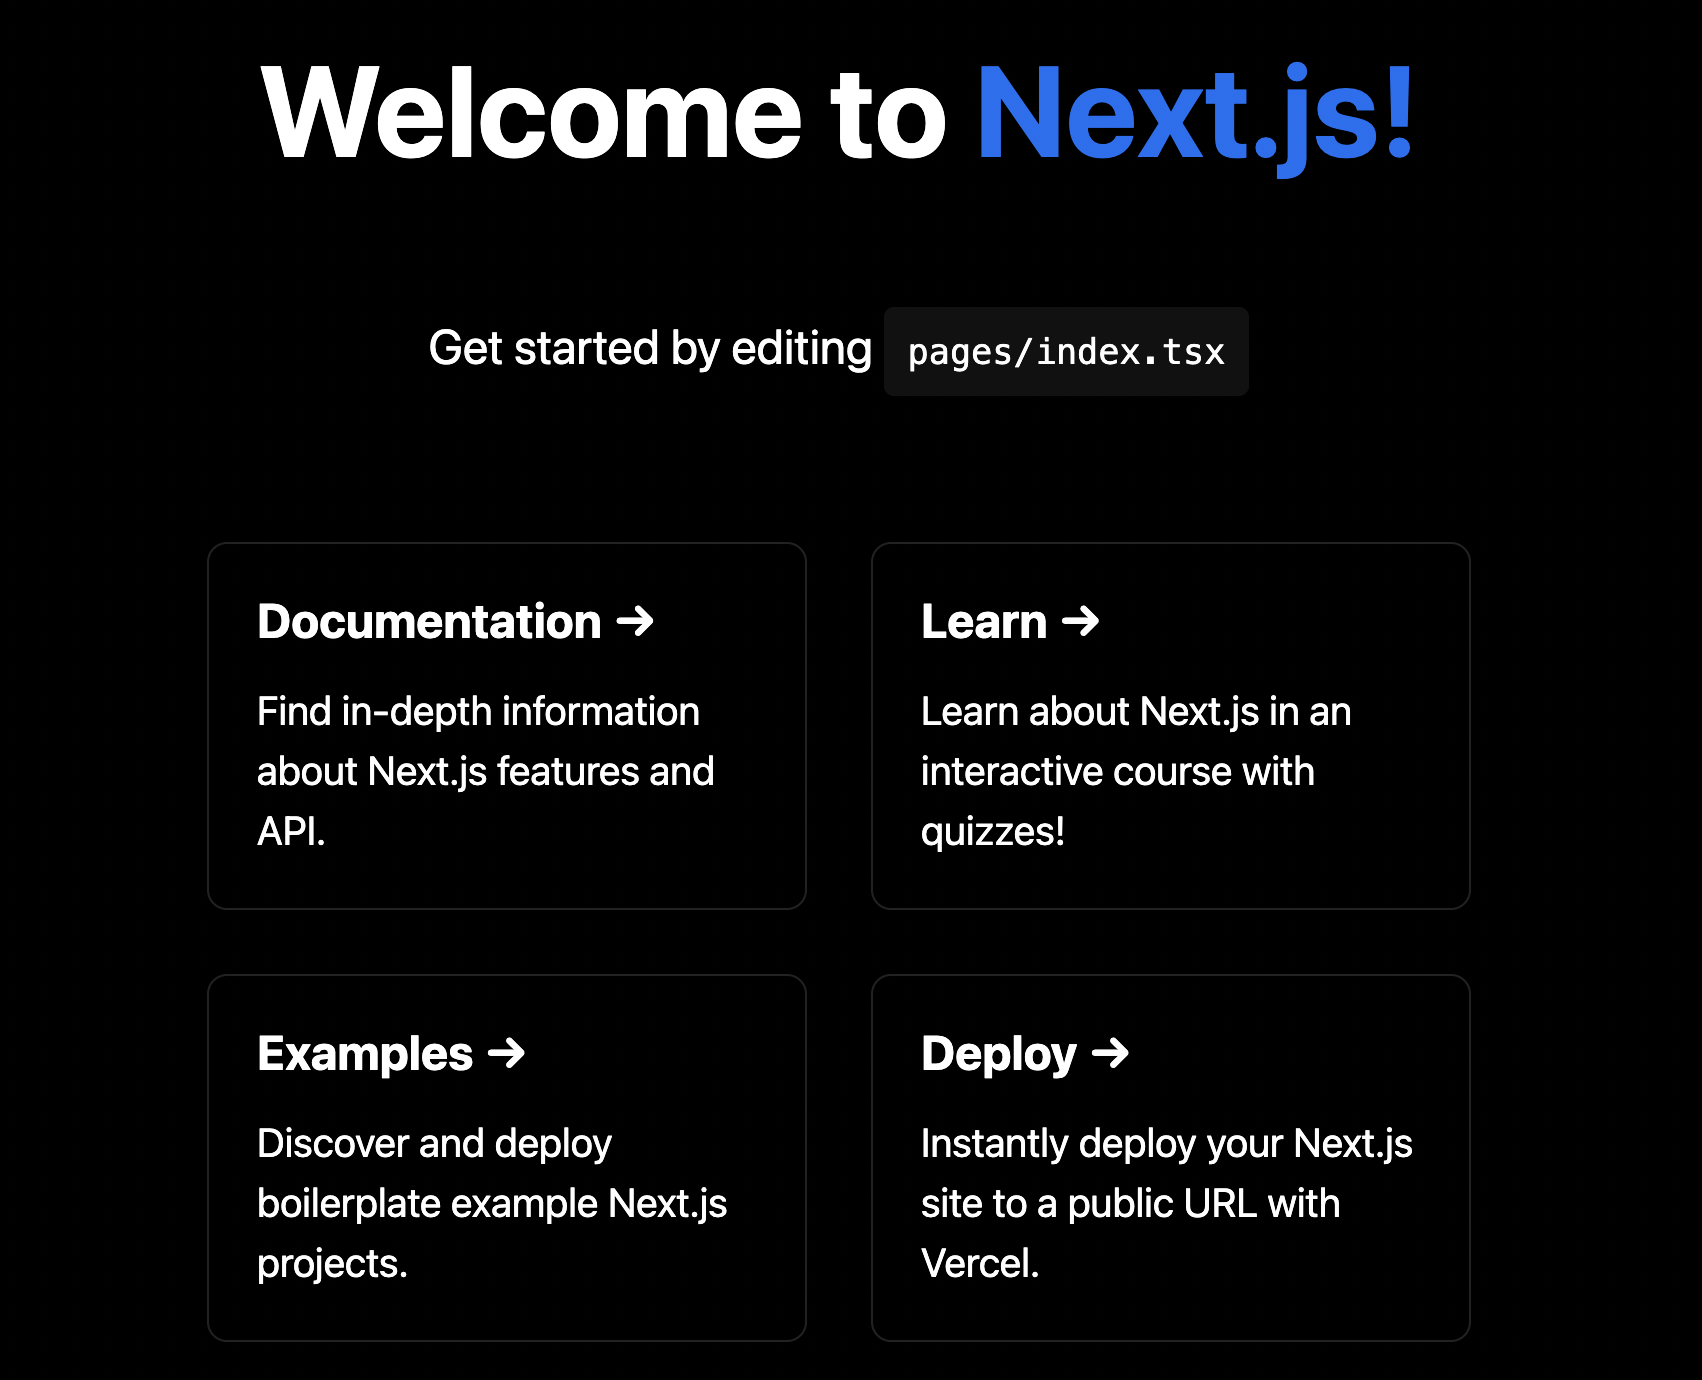 Welcome to Next.js!
Get started by editing pages/index.tsx
Documentation →
Find in-depth information
about Next.js features and
API.
Learn →
Learn about Next.js in an
interactive course with
quizzes!
Examples →
Discover and deploy
boilerplate example Next.js
projects.
Deploy →
Instantly deploy your Next.js
site to a public URL with
Vercel.